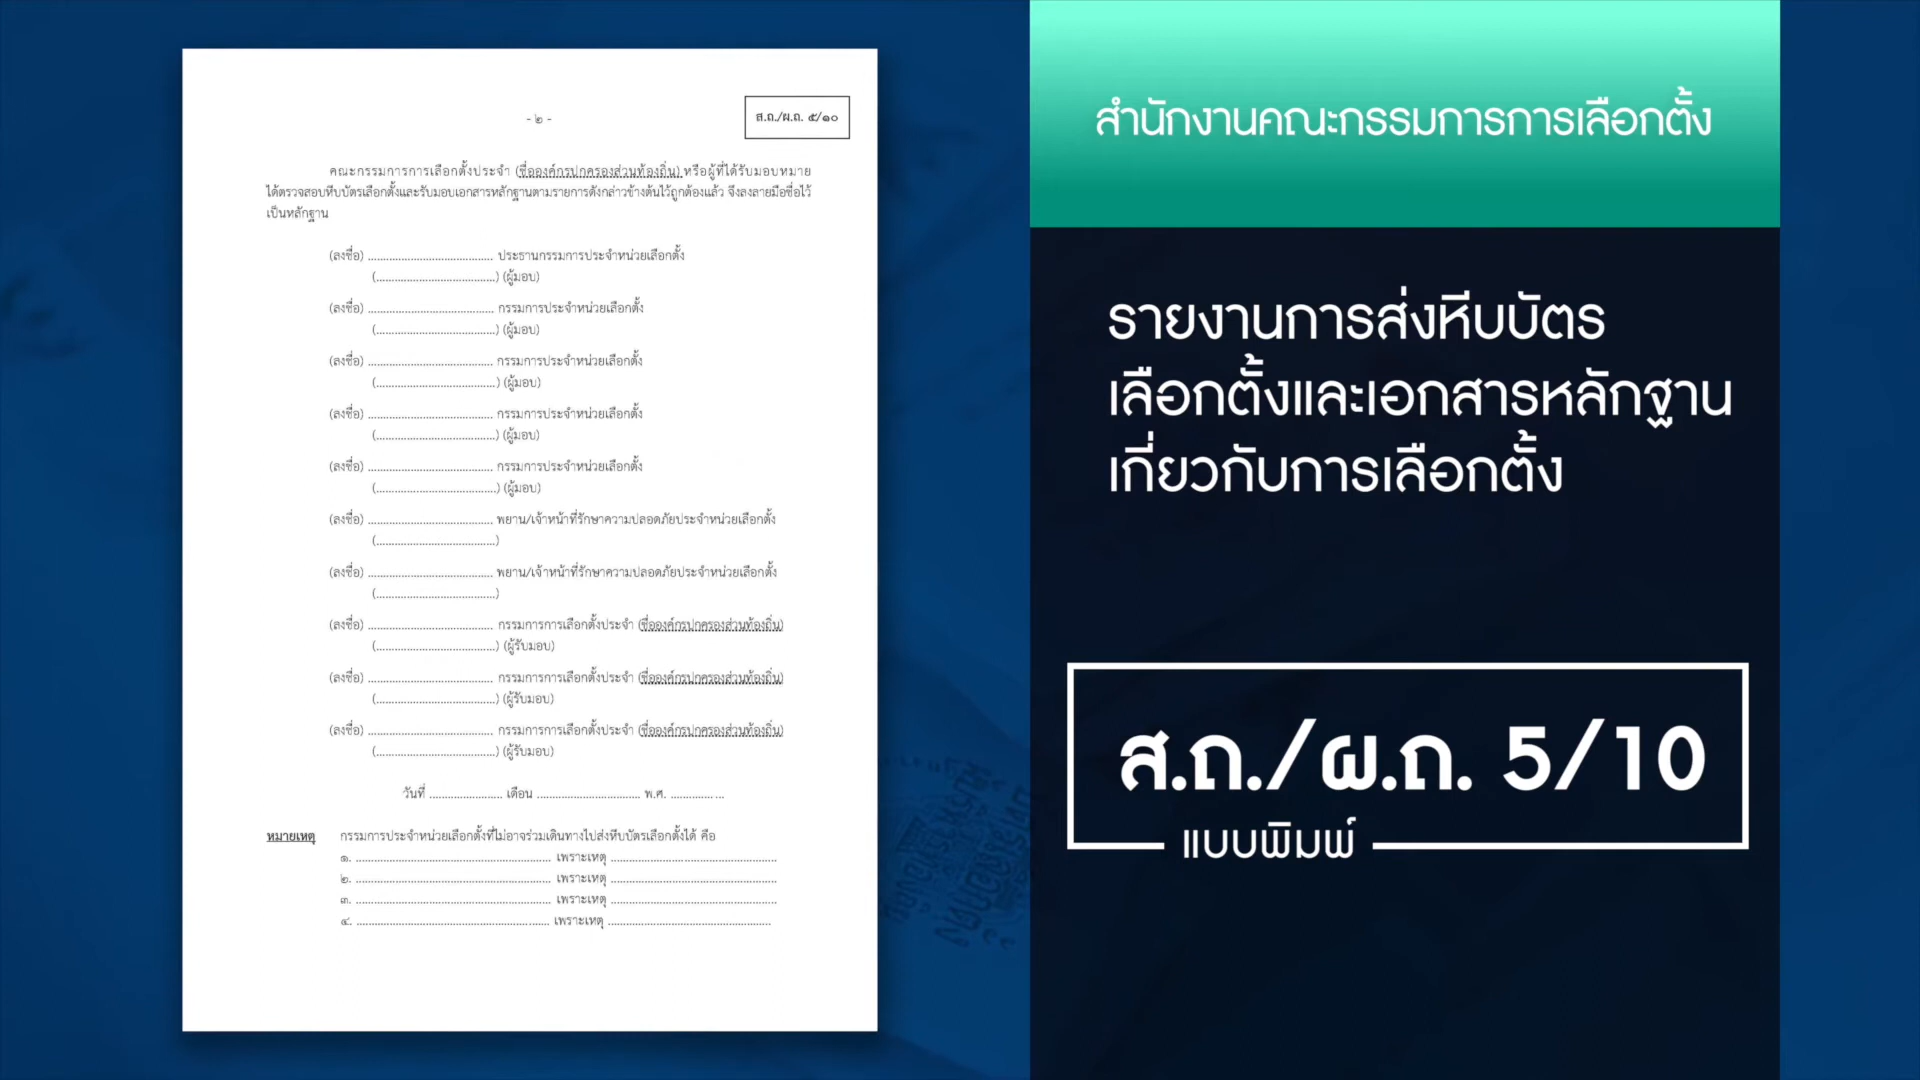 - ๒ -
ส.ถ./ผ.ถ. ๕/๑๐
คณะกรรมการการเลือกตั้งประจำ (ชื่อองค์กรปกครองส่วนท้องถิ่น) หรือผู้ที่ได้รับมอบหมาย
ได้ตรวจสอบหีบบัตรเลือกตั้งและรับมอบเอกสารหลักฐานตามรายการดังกล่าวข้างต้นไว้ถูกต้องแล้ว จึงลงลายมือชื่อไว้
เป็นหลักฐาน
(ลงชื่อ) ......................................... ประธานกรรมการประจำหน่วยเลือกตั้ง
(........................................) (ผู้มอบ)
(ลงชื่อ) ......................................... กรรมการประจำหน่วยเลือกตั้ง
(........................................) (ผู้มอบ)
(ลงชื่อ) ......................................... กรรมการประจำหน่วยเลือกตั้ง
(........................................) (ผู้มอบ)
(ลงชื่อ) ......................................... กรรมการประจำหน่วยเลือกตั้ง
(........................................) (ผู้มอบ)
(ลงชื่อ) ......................................... กรรมการประจำหน่วยเลือกตั้ง
(........................................) (ผู้มอบ)
(ลงชื่อ) ......................................... พยาน/เจ้าหน้าที่รักษาความปลอดภัยประจำหน่วยเลือกตั้ง
(........................................)
(ลงชื่อ) ......................................... พยาน/เจ้าหน้าที่รักษาความปลอดภัยประจำหน่วยเลือกตั้ง
(........................................)
(ลงชื่อ) ......................................... กรรมการการเลือกตั้งประจำ (ชื่อองค์กรปกครองส่วนท้องถิ่น)
(........................................) (ผู้รับมอบ)
(ลงชื่อ) ......................................... กรรมการการเลือกตั้งประจำ (ชื่อองค์กรปกครองส่วนท้องถิ่น)
(........................................) (ผู้รับมอบ)
(ลงชื่อ) ......................................... กรรมการการเลือกตั้งประจำ (ชื่อองค์กรปกครองส่วนท้องถิ่น)
(........................................) (ผู้รับมอบ)
วันที่ ........................ เดือน .................................. พ.ศ. ..................
หมายเหตุ กรรมการประจำหน่วยเลือกตั้งที่ไม่อาจร่วมเดินทางไปส่งหีบบัตรเลือกตั้งได้ คือ
๑. ................................................................ เพราะเหตุ ......................................................
๒. ................................................................ เพราะเหตุ ......................................................
๓. ................................................................ เพราะเหตุ ......................................................
๔. ................................................................ เพราะเหตุ ......................................................
สำนักงานคณะกรรมการการเลือกตั้ง
รายงานการส่งหีบบัตร
เลือกตั้งและเอกสารหลักฐาน
เกี่ยวกับการเลือกตั้ง
ส.ถ./ผ.ถ. 5/10
แบบพิมพ์